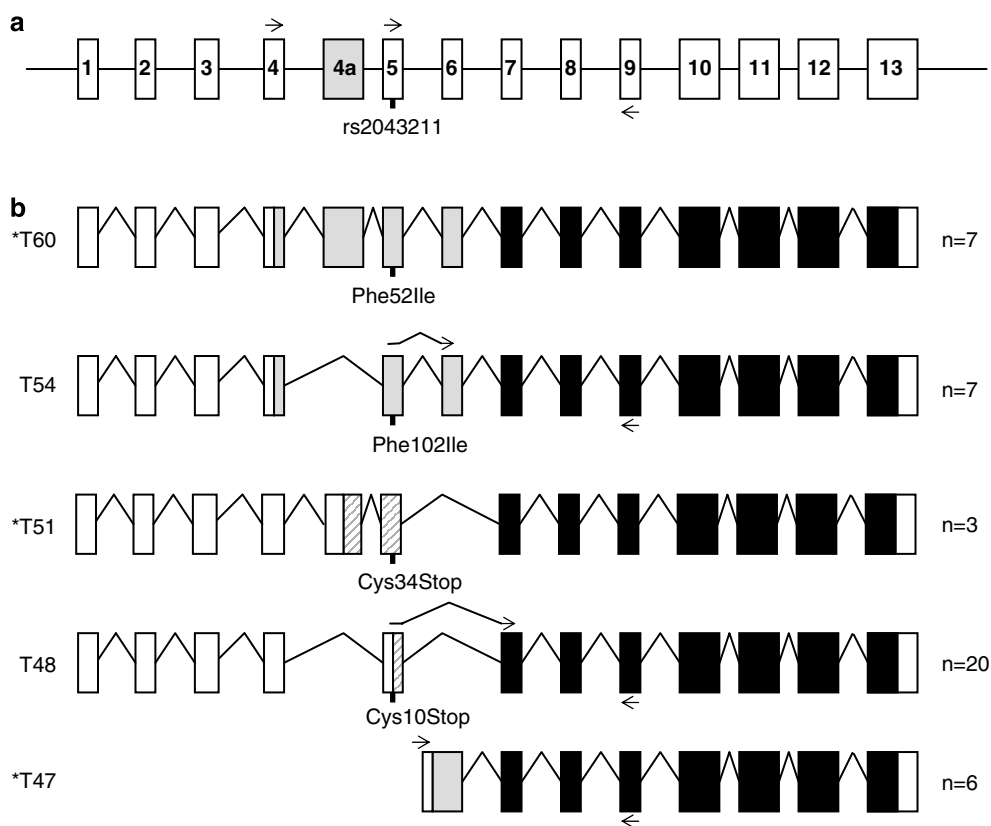 a
1 2 3 4 4a 5 6 7 8 9 10 11 12 13
rs2043211
b
*T60 n=7
Phe52Ile
T54 n=7
Phe102Ile
*T51 n=3
Cys34Stop
T48 n=20
Cys10Stop
*T47 n=6